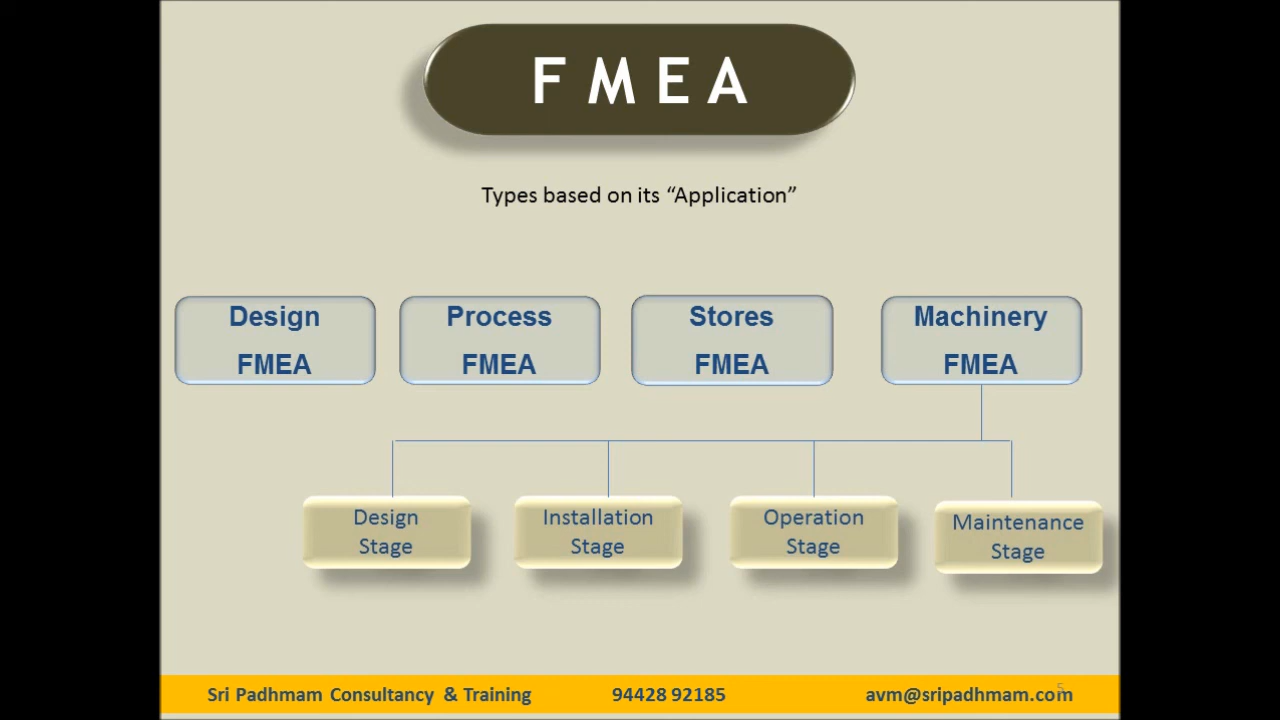 F M E A
Types based on its “Application”
Design
FMEA
Process
FMEA
Stores
FMEA
Machinery
FMEA
Design
Stage
Installation
Stage
Operation
Stage
Maintenance
Stage
Sri Padhmam Consultancy & Training 94428 92185 avm@sripadhmam.com
5